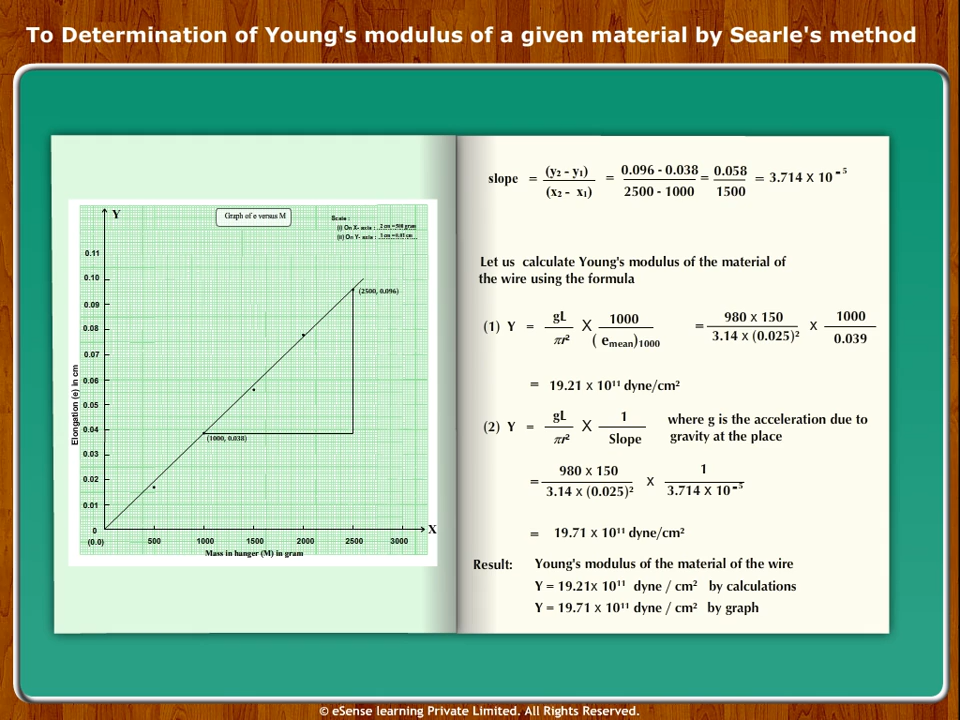 To Determination of Young's modulus of a given material by Searle's method
Y
Graph of e versus M
Scale :
(i) On X- axis : 2 cm = 500 gram
(ii) On Y- axis :
0.11
0.10
0.09
0.08
0.07
0.06
0.05
0.04
0.03
0.02
0.01
0
(0.0)
Elongation (e) in cm
(2500, 0.096)
(1000, 0.038)
500 1000 1500 2000 2500 3000 X
Mass in hanger (M) in gram
slope = (y₂ - y₁) / (x₂ - x₁) = 0.096 - 0.038 / 2500 - 1000 = 0.058 / 1500 = 3.714 x 10⁻⁵
Let us calculate Young's modulus of the material of
the wire using the formula
(1) Y = gL / πr² X 1000 / ( eₘₑₐₙ)₁₀₀₀ = 980 x 150 / 3.14 x (0.025)² x 1000 / 0.039
= 19.21 x 10¹¹ dyne/cm²
(2) Y = gL / πr² X 1 / Slope where g is the acceleration due to
gravity at the place
= 980 x 150 / 3.14 x (0.025)² x 1 / 3.714 x 10⁻⁵
= 19.71 x 10¹¹ dyne/cm²
Result: Young's modulus of the material of the wire
Y = 19.21x 10¹¹ dyne / cm² by calculations
Y = 19.71 x 10¹¹ dyne / cm² by graph
© eSense learning Private Limited. All Rights Reserved.